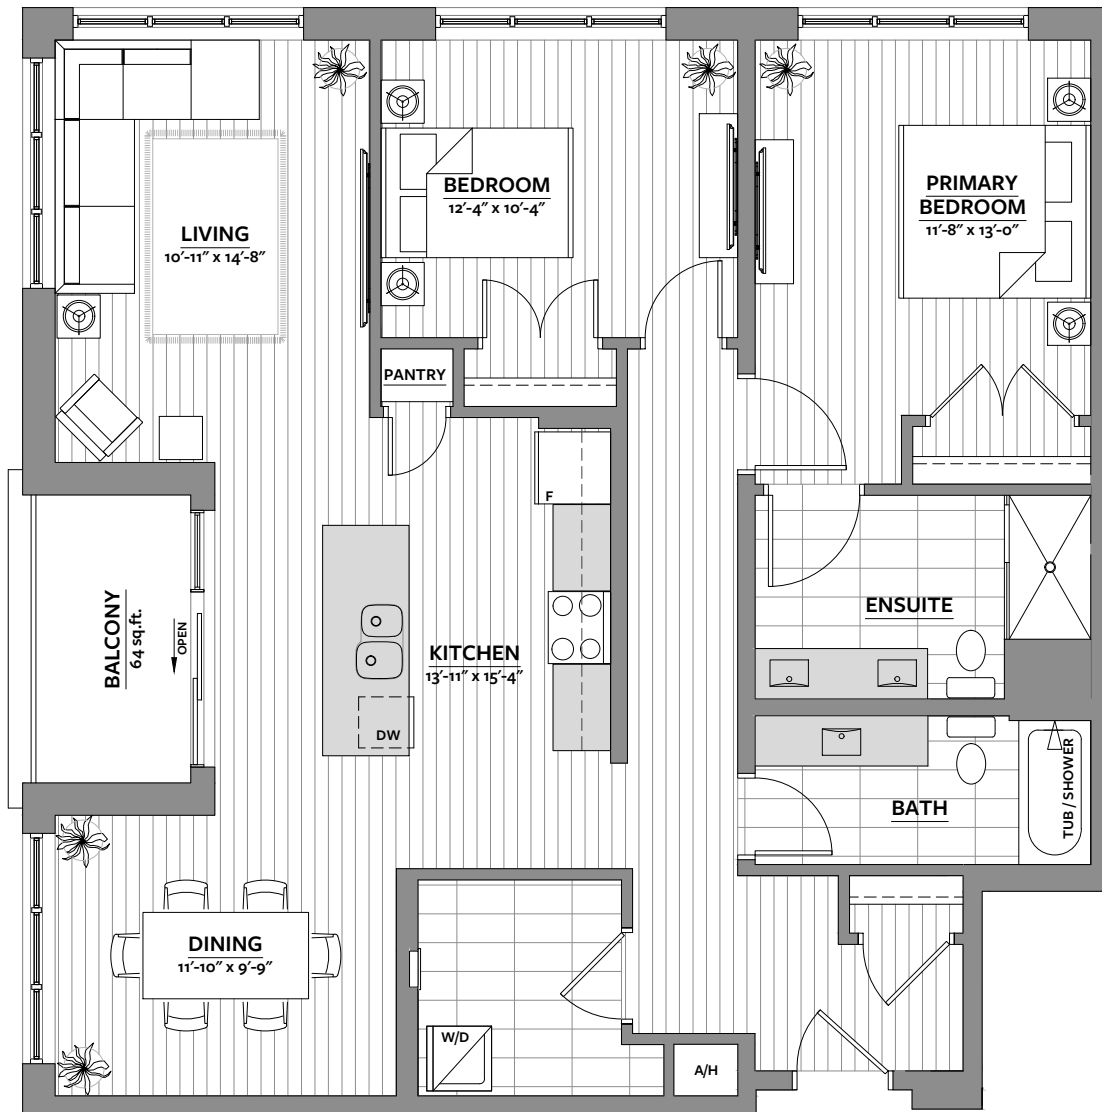 BEDROOM
12'-4" x 10'-4"
PRIMARY
BEDROOM
11'-8" x 13'-0"
LIVING
10'-11" x 14'-8"
PANTRY
F
BALCONY
64 sq.ft.
OPEN
KITCHEN
13'-11" x 15'-4"
DW
ENSUITE
BATH
TUB / SHOWER
DINING
11'-10" x 9'-9"
W/D
A/H